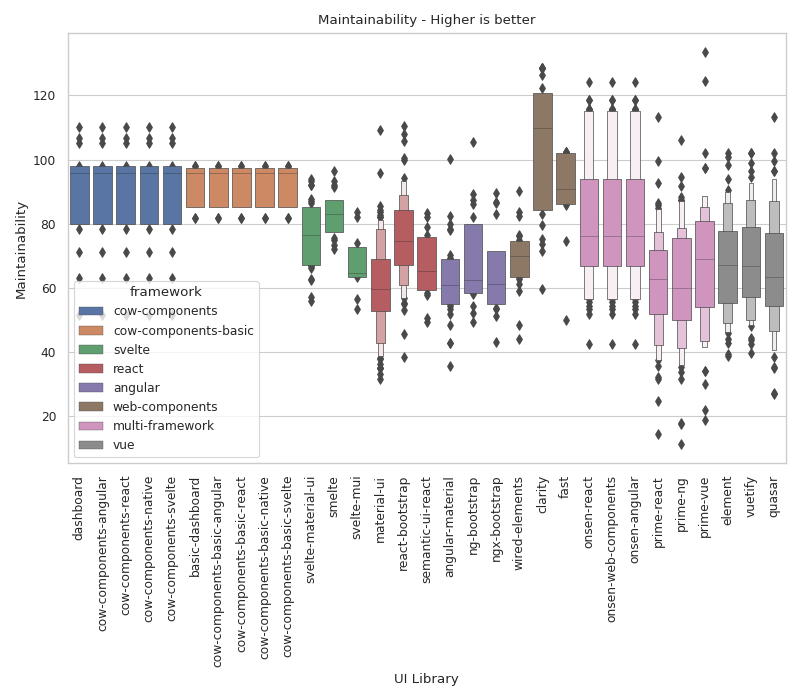 Maintainability - Higher is better
Maintainability
120
100
80
60
40
20
framework
cow-components
cow-components-basic
svelte
react
angular
web-components
multi-framework
vue
dashboard
cow-components-angular
cow-components-react
cow-components-native
cow-components-svelte
basic-dashboard
cow-components-basic-angular
cow-components-basic-react
cow-components-basic-native
cow-components-basic-svelte
svelte-material-ui
smelte
svelte-mui
material-ui
react-bootstrap
semantic-ui-react
angular-material
ng-bootstrap
ngx-bootstrap
wired-elements
clarity
fast
onsen-react
onsen-web-components
onsen-angular
prime-react
prime-ng
prime-vue
element
vuetify
quasar
UI Library